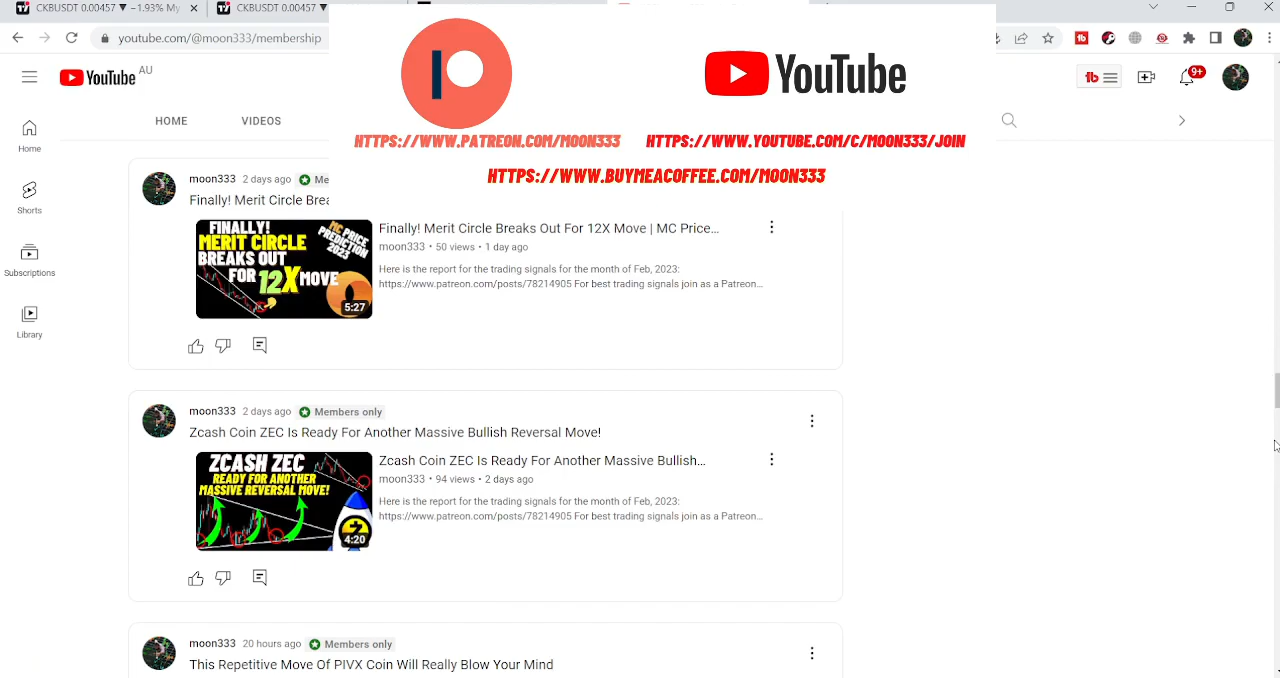 CKBUSDT 0.00457 ▼ −1.93% My
CKBUSDT 0.00457 ▼
youtube.com/@moon333/membership
YouTube AU
YouTube
9+
HTTPS://WWW.PATREON.COM/MOON333
HTTPS://WWW.YOUTUBE.COM/C/MOON333/JOIN
HTTPS://WWW.BUYMEACOFFEE.COM/MOON333
HOME
VIDEOS
Home
Shorts
Subscriptions
Library
moon333 2 days ago Me
Finally! Merit Circle Brea
FINALLY!
MERIT CIRCLE
BREAKS OUT
FOR 12X MOVE
MC PRICE
PREDICTION
2023
5:27
Finally! Merit Circle Breaks Out For 12X Move | MC Price...
moon333 • 50 views • 1 day ago
Here is the report for the trading signals for the month of Feb, 2023:
https://www.patreon.com/posts/78214905 For best trading signals join as a Patreon...
moon333 2 days ago Members only
Zcash Coin ZEC Is Ready For Another Massive Bullish Reversal Move!
ZCASH ZEC
READY FOR ANOTHER
MASSIVE REVERSAL MOVE!
4:20
Zcash Coin ZEC Is Ready For Another Massive Bullish...
moon333 • 94 views • 2 days ago
Here is the report for the trading signals for the month of Feb, 2023:
https://www.patreon.com/posts/78214905 For best trading signals join as a Patreon...
moon333 20 hours ago Members only
This Repetitive Move Of PIVX Coin Will Really Blow Your Mind